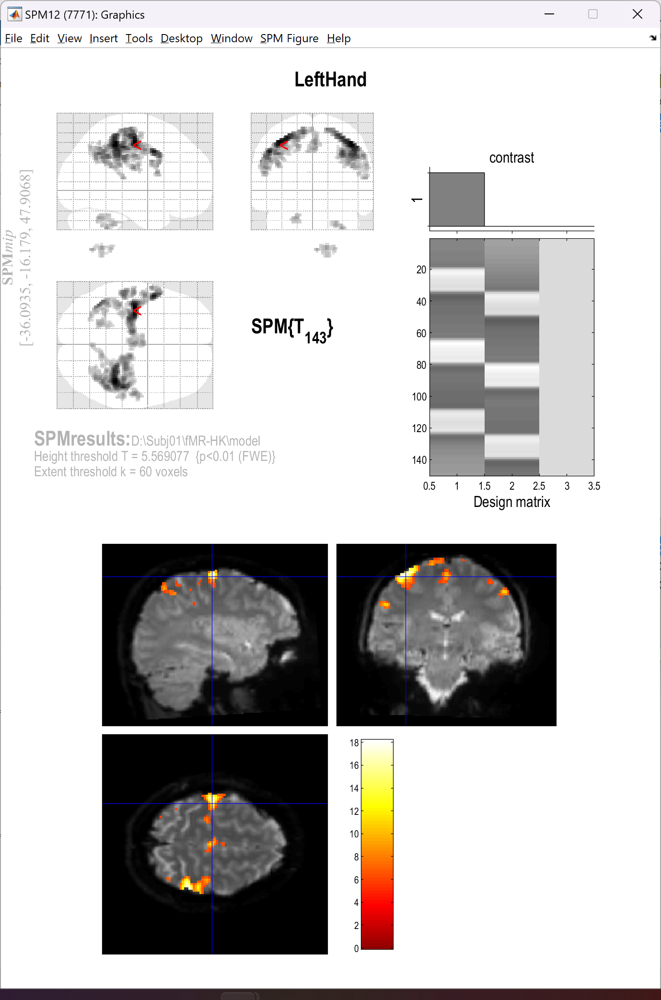 SPM12 (7771): Graphics
File Edit View Insert Tools Desktop Window SPM Figure Help
LeftHand
SPMmip
[-36.0935, -16.179, 47.9068]
<
<
<
SPM{T143}
SPMresults: D:\Subj01\fMR-HK\model
Height threshold T = 5.569077 {p<0.01 (FWE)}
Extent threshold k = 60 voxels
contrast
1
20
40
60
80
100
120
140
0.5 1 1.5 2 2.5 3 3.5
Design matrix
18
16
14
12
10
8
6
4
2
0